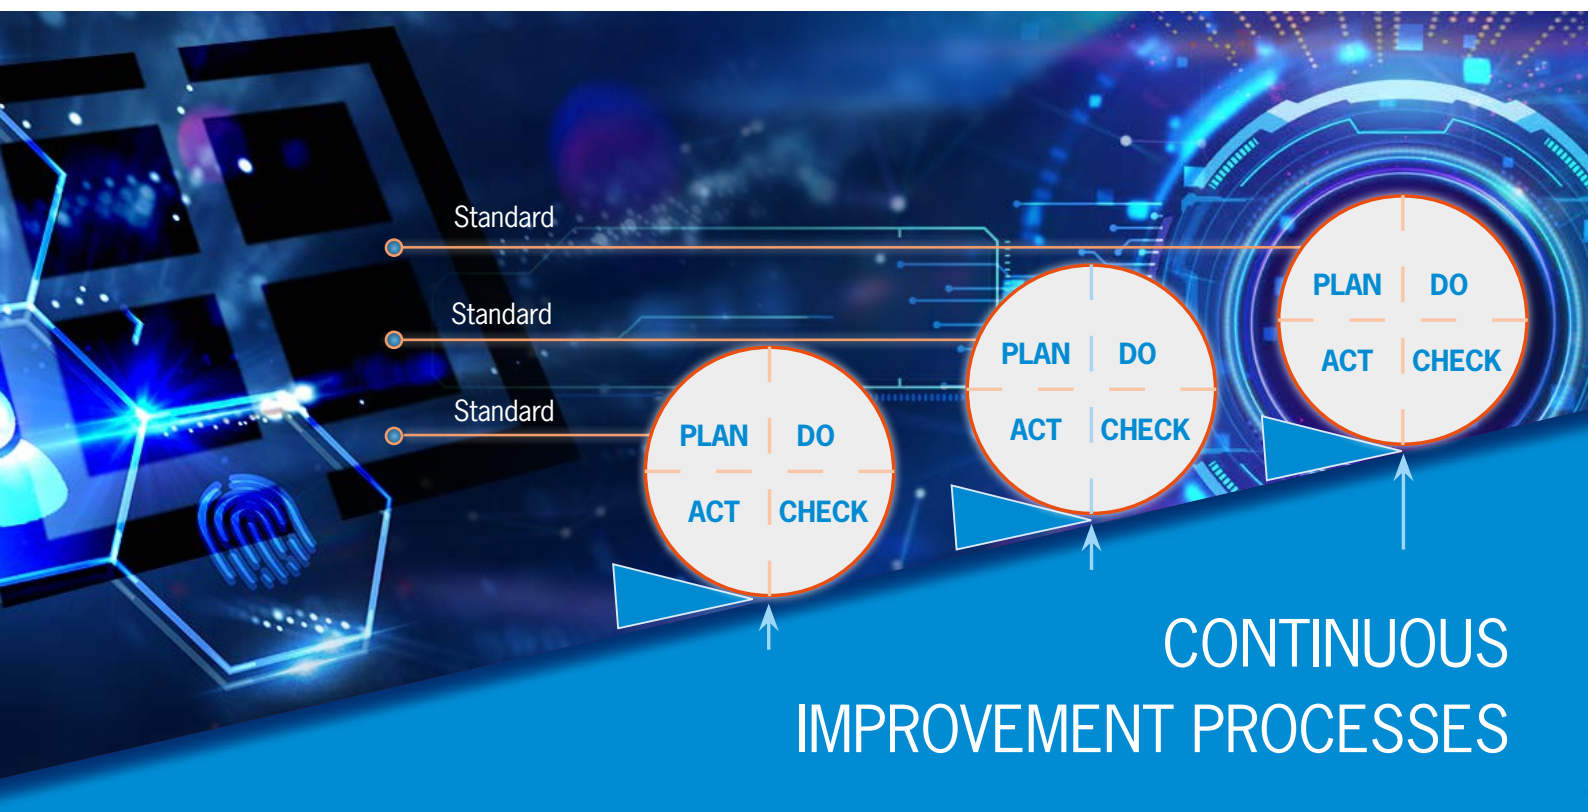 Standard
Standard
Standard
PLAN DO
ACT CHECK
PLAN DO
ACT CHECK
PLAN DO
ACT CHECK
CONTINUOUS
IMPROVEMENT PROCESSES